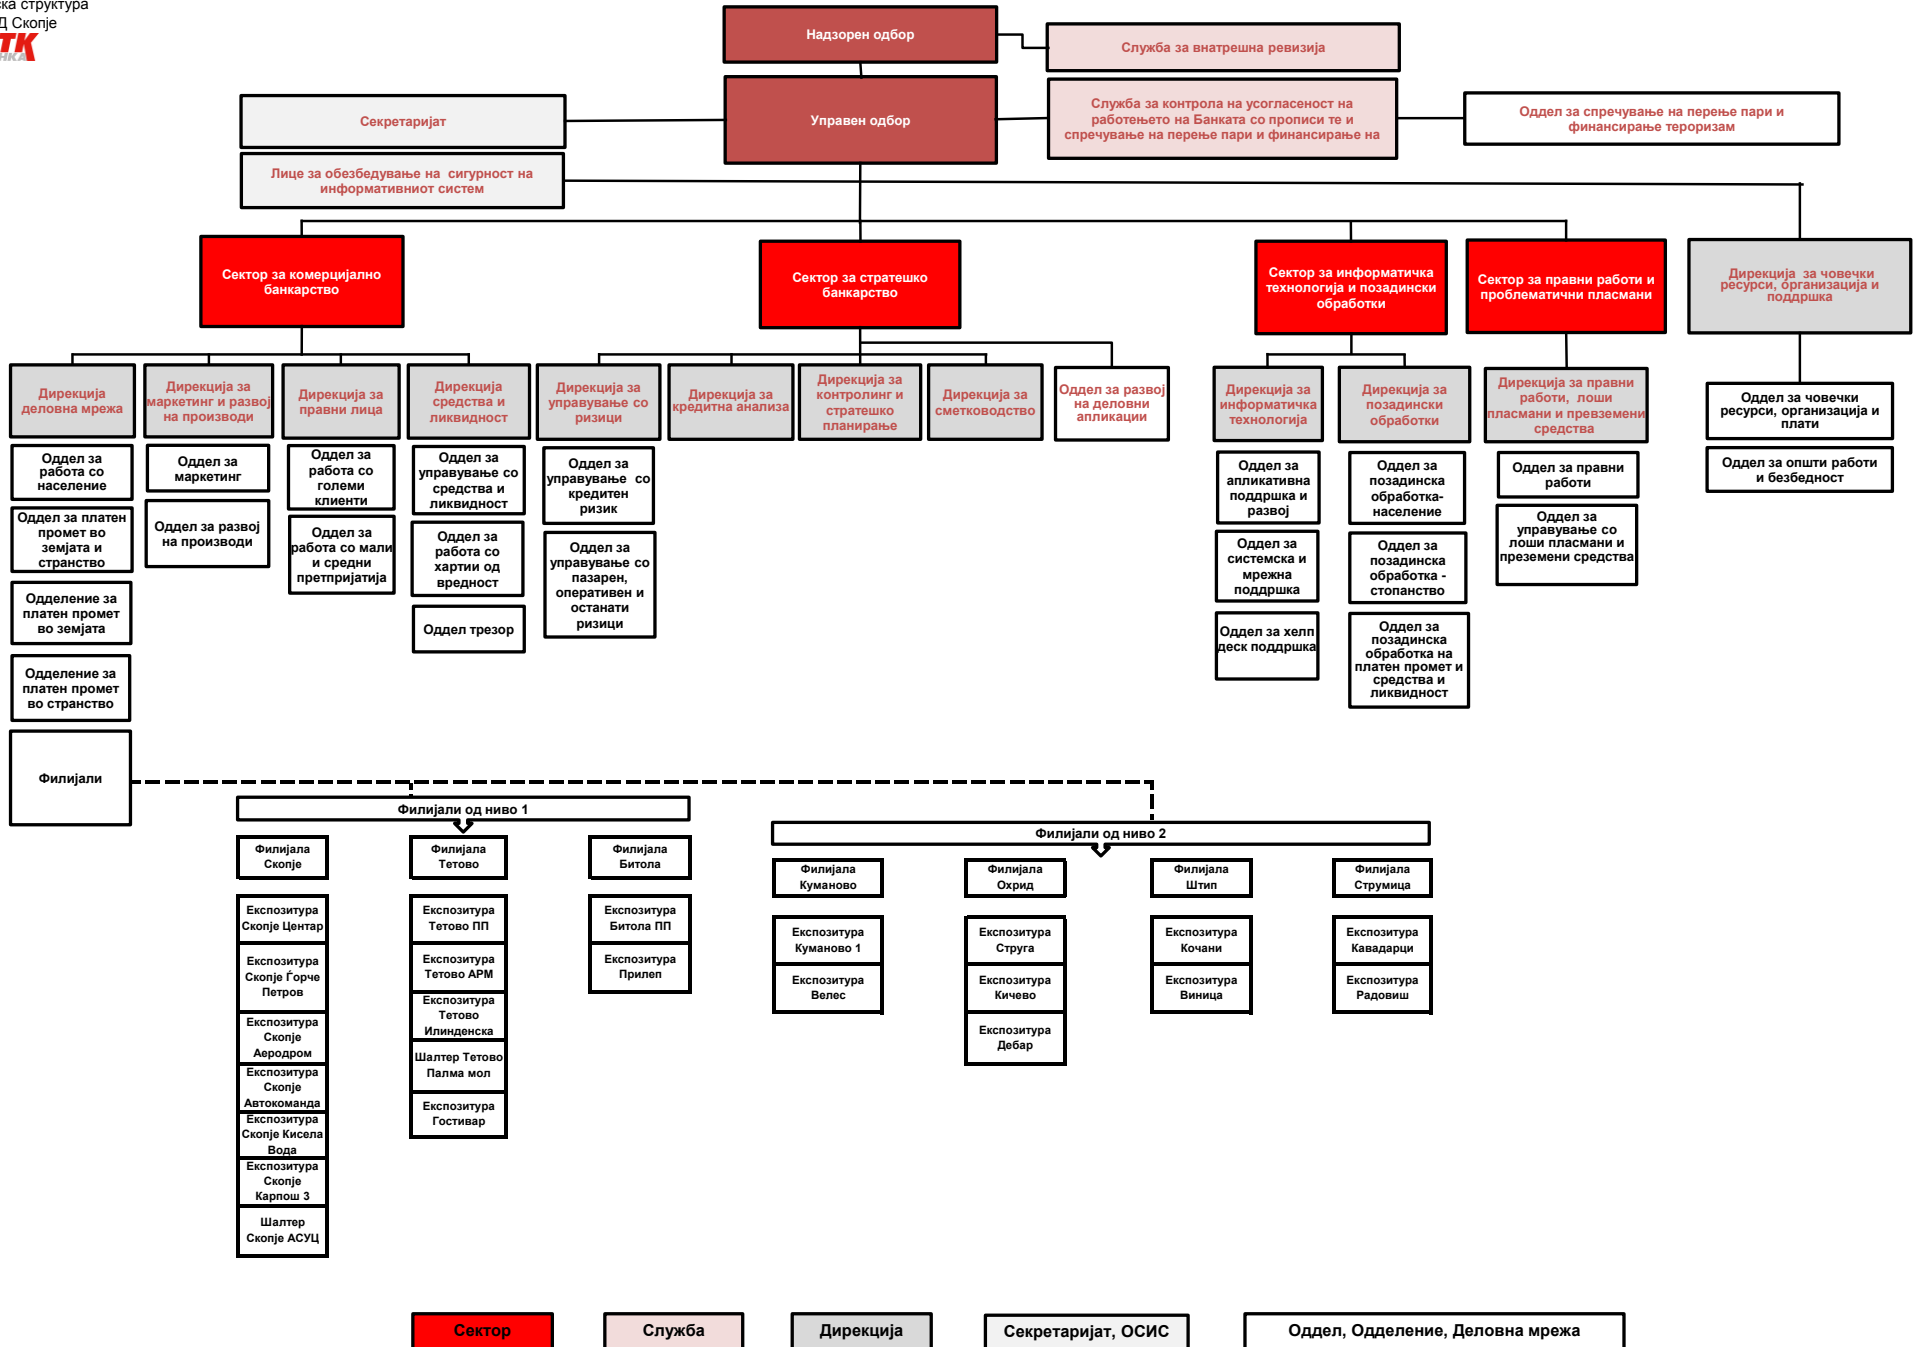 структура
Скопје
ТК
Надзорен одбор
Служба за внатрешна ревизија
Управен одбор
Секретаријат
Служба за контрола на усогласеност на
работењето на Банката со прописи те и
спречување на перење пари и финансирање на
Оддел за спречување на перење пари и
финансирање тероризам
Лице за обезбедување на сигурност на
информативниот систем
Сектор за комерцијално
банкарство
Сектор за стратешко
банкарство
Сектор за информатичка
технологија и позадински
обработки
Сектор за правни работи и
проблематични пласмани
Дирекција за човечки
ресурси, организација и
поддршка
Дирекција
деловна мрежа
Дирекција за
маркетинг и развој
на производи
Дирекција за
правни лица
Дирекција
средства и
ликвидност
Дирекција за
управување со
ризици
Дирекција за
кредитна анализа
Дирекција за
контролинг и
стратешко
планирање
Дирекција за
сметководство
Оддел за развој
на деловни
апликации
Дирекција за
информатичка
технологија
Дирекција за
позадински
обработки
Дирекција за правни
работи, лоши
пласмани и превземени
средства
Оддел за човечки
ресурси, организација и
плати
Оддел за општи работи
и безбедност
Оддел за
работа со
население
Оддел за платен
промет во
земјата и
странство
Одделение за
платен промет
во земјата
Одделение за
платен промет
во странство
Филијали
Оддел за
маркетинг
Оддел за развој
на производи
Оддел за
работа со
големи
клиенти
Оддел за
работа со мали
и средни
претпријатија
Оддел за
управување со
средства и
ликвидност
Оддел за
работа со
хартии од
вредност
Оддел трезор
Оддел за
управување со
кредитен
ризик
Оддел за
управување со
пазарен,
оперативен и
останати
ризици
Оддел за
апликативна
поддршка и
развој
Оддел за
системска и
мрежна
поддршка
Оддел за хелп
деск поддршка
Оддел за
позадинска
обработка-
население
Оддел за
позадинска
обработка -
стопанство
Оддел за
позадинска
обработка на
платен промет и
средства и
ликвидност
Оддел за правни
работи
Оддел за
управување со
лоши пласмани и
преземени средства
Филијали од ниво 1
Филијала
Скопје
Експозитура
Скопје Центар
Експозитура
Скопје Ѓорче
Петров
Експозитура
Скопје
Аеродром
Експозитура
Скопје
Автокоманда
Експозитура
Скопје Кисела
Вода
Експозитура
Скопје
Карпош 3
Шалтер
Скопје АСУЦ
Филијала
Тетово
Експозитура
Тетово ПП
Експозитура
Тетово АРМ
Експозитура
Тетово
Илинденска
Шалтер Тетово
Палма мол
Експозитура
Гостивар
Филијала
Битола
Експозитура
Битола ПП
Експозитура
Прилеп
Филијали од ниво 2
Филијала
Куманово
Експозитура
Куманово 1
Експозитура
Велес
Филијала
Охрид
Експозитура
Струга
Експозитура
Кичево
Експозитура
Дебар
Филијала
Штип
Експозитура
Кочани
Експозитура
Виница
Филијала
Струмица
Експозитура
Кавадарци
Експозитура
Радовиш
Сектор
Служба
Дирекција
Секретаријат, ОСИС
Оддел, Одделение, Деловна мрежа